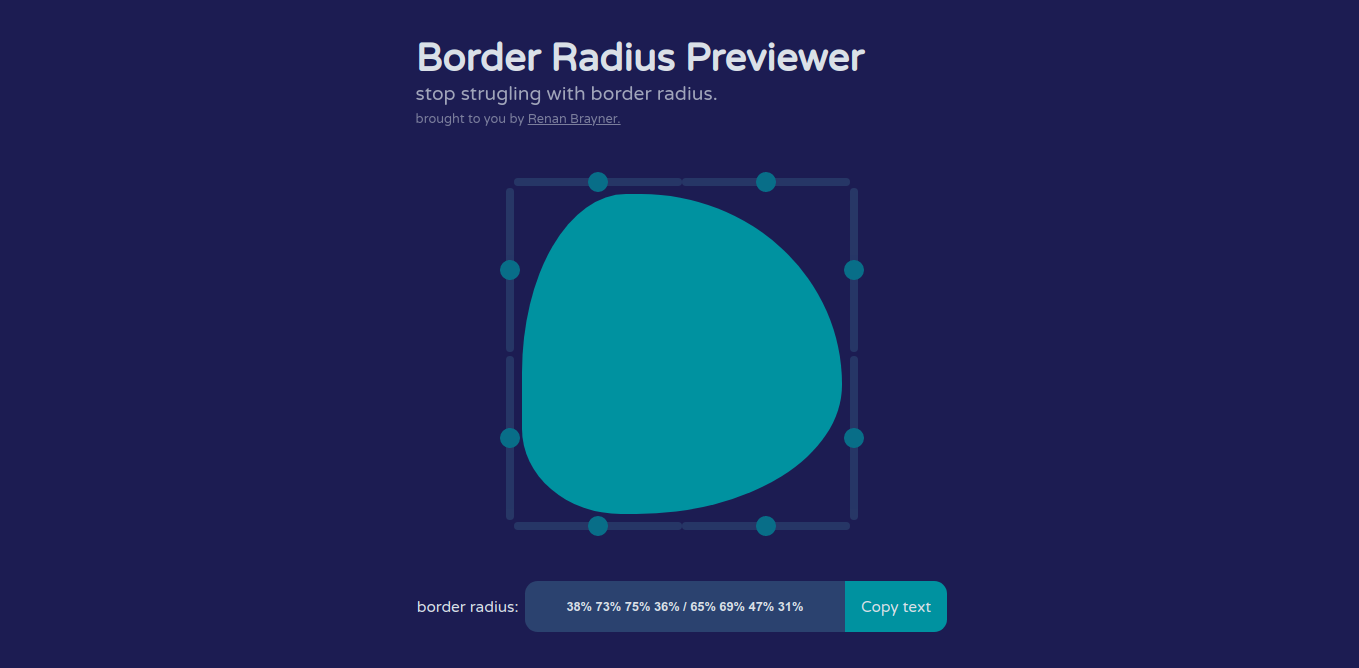 Border Radius Previewer
stop strugling with border radius.
brought to you by Renan Brayner.
border radius: 38% 73% 75% 36% / 65% 69% 47% 31% Copy text